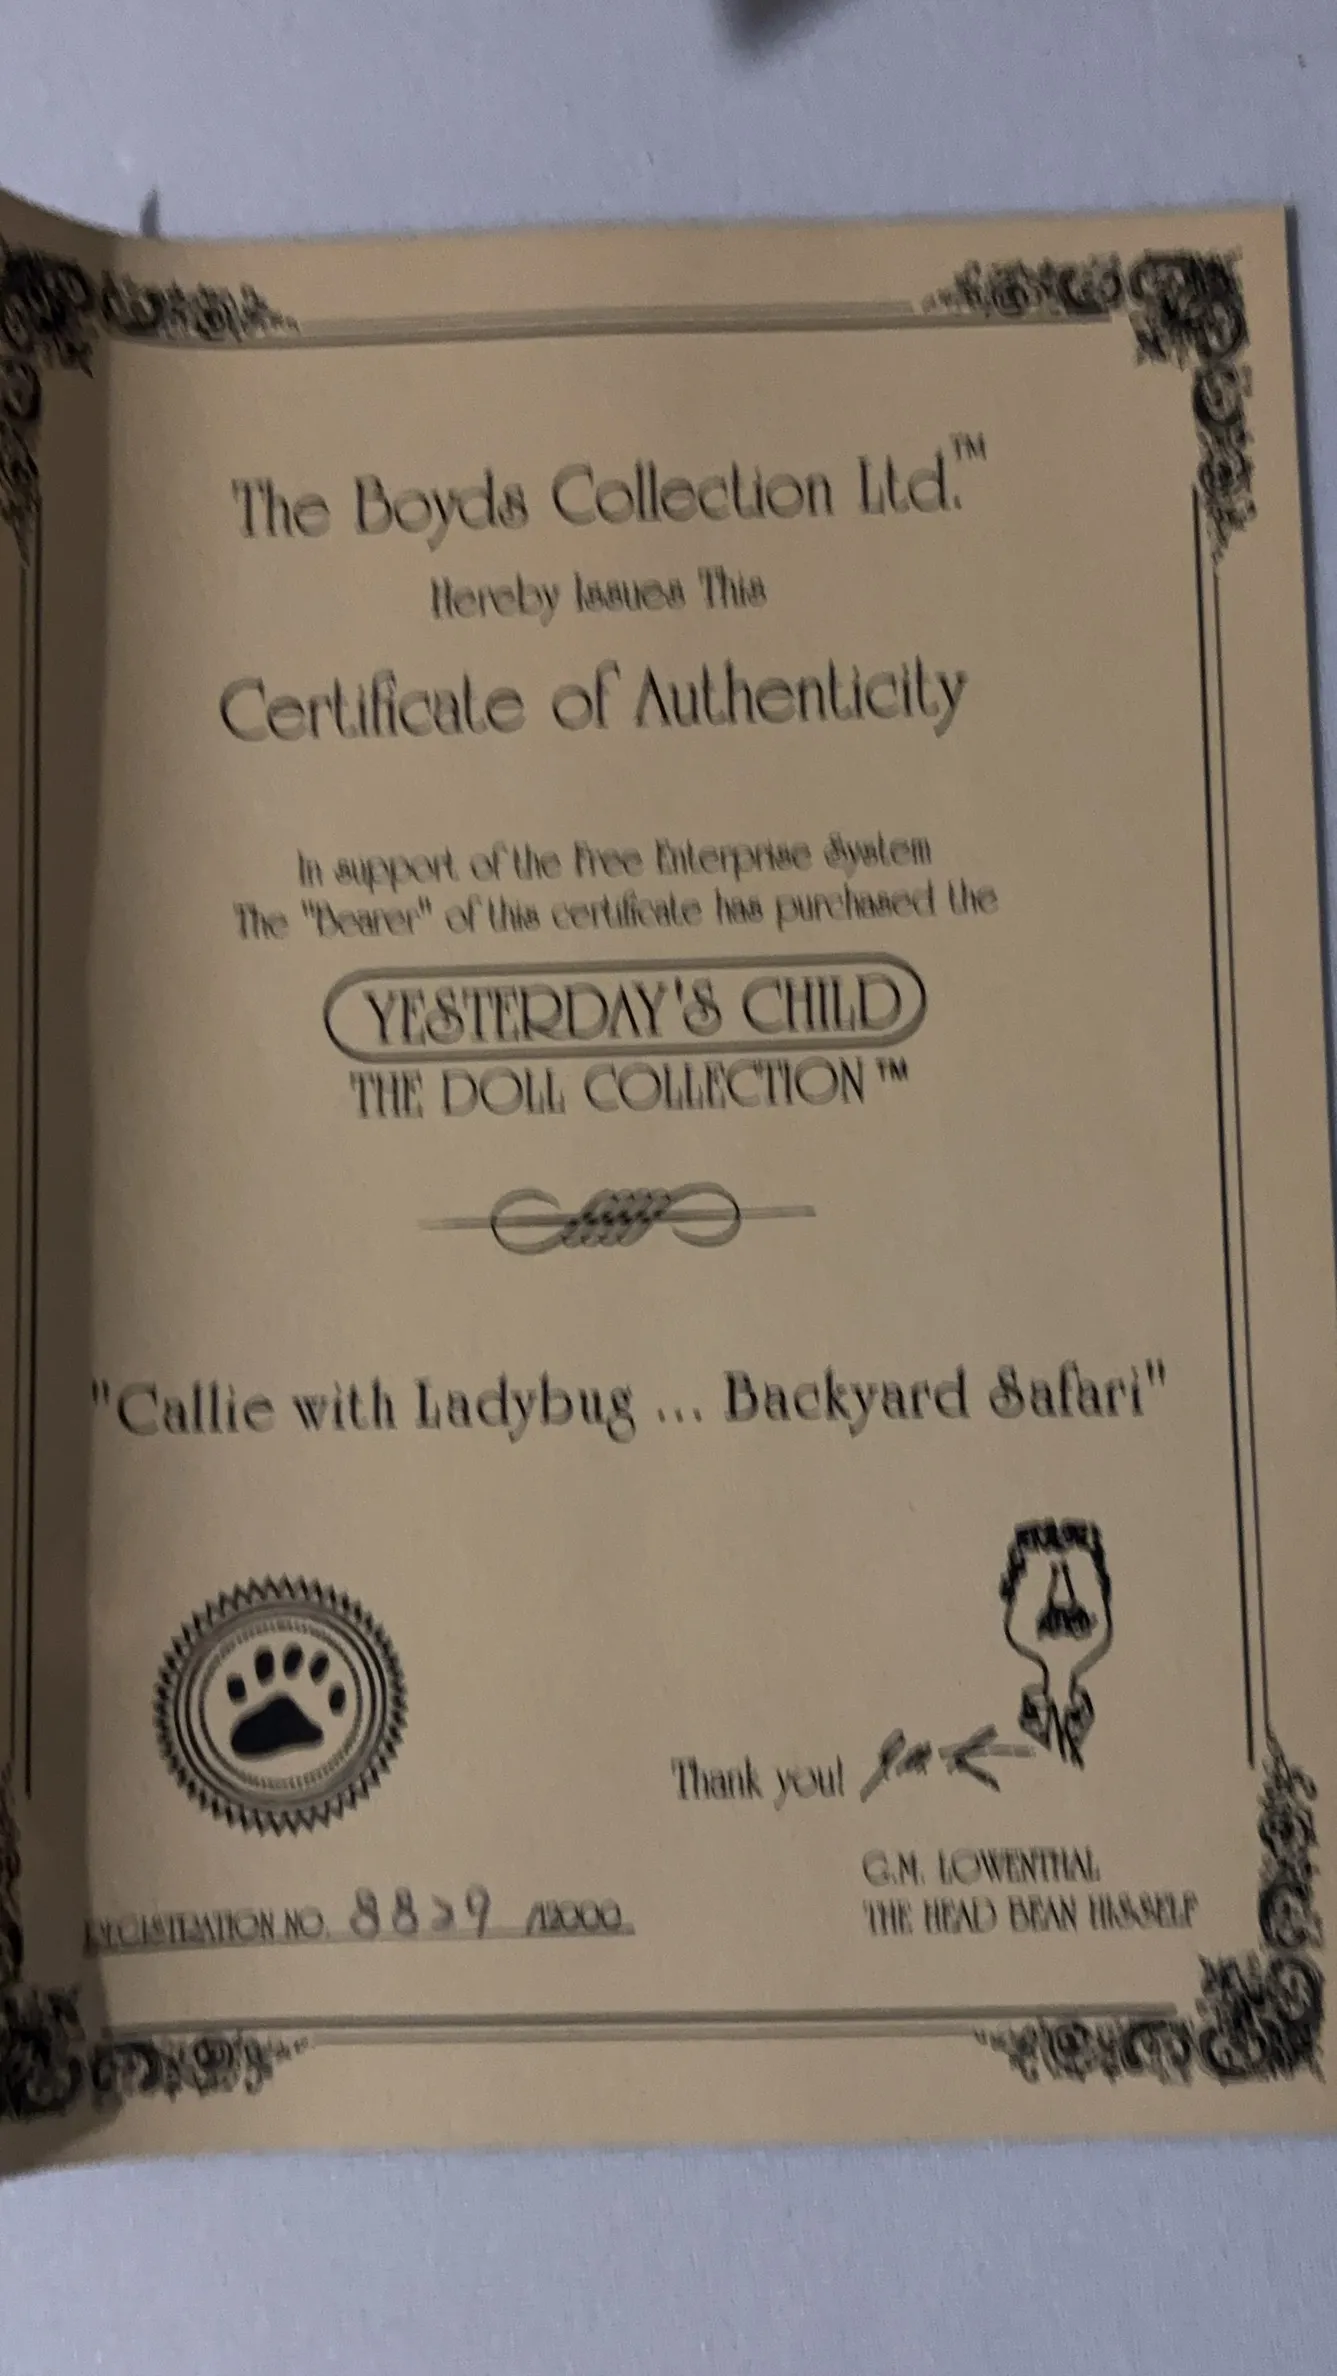 The Boyds Collection Ltd.™
Hereby Issues This
Certificate of Authenticity
In support of the Free Enterprise System
The "Bearer" of this certificate has purchased the
YESTERDAY'S CHILD
THE DOLL COLLECTION™
"Callie with Ladybug ... Backyard Safari"
Thank you!
G.M. LOWENTHAL
THE HEAD BEAN HISSELF
REGISTRATION NO. 8829 /12000